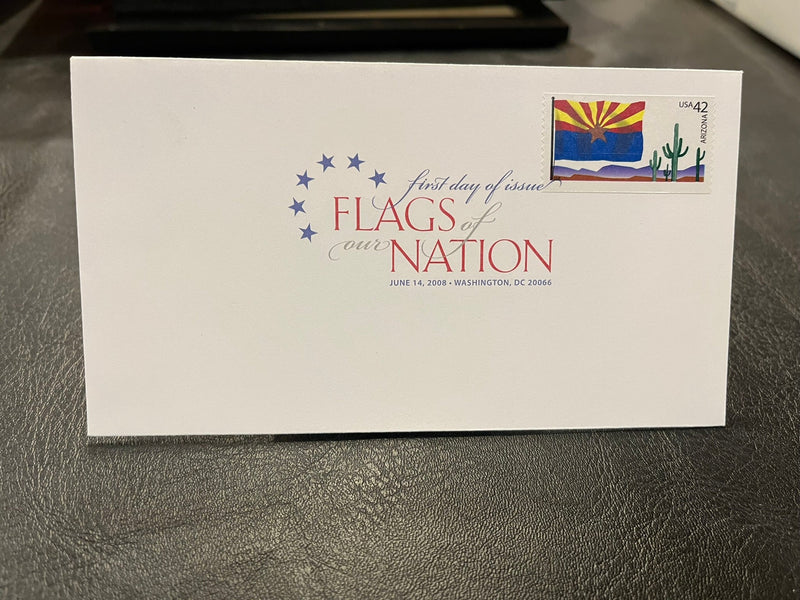 USA 42
ARIZONA
first day of issue
FLAGS of
our NATION
JUNE 14, 2008 • WASHINGTON, DC 20066